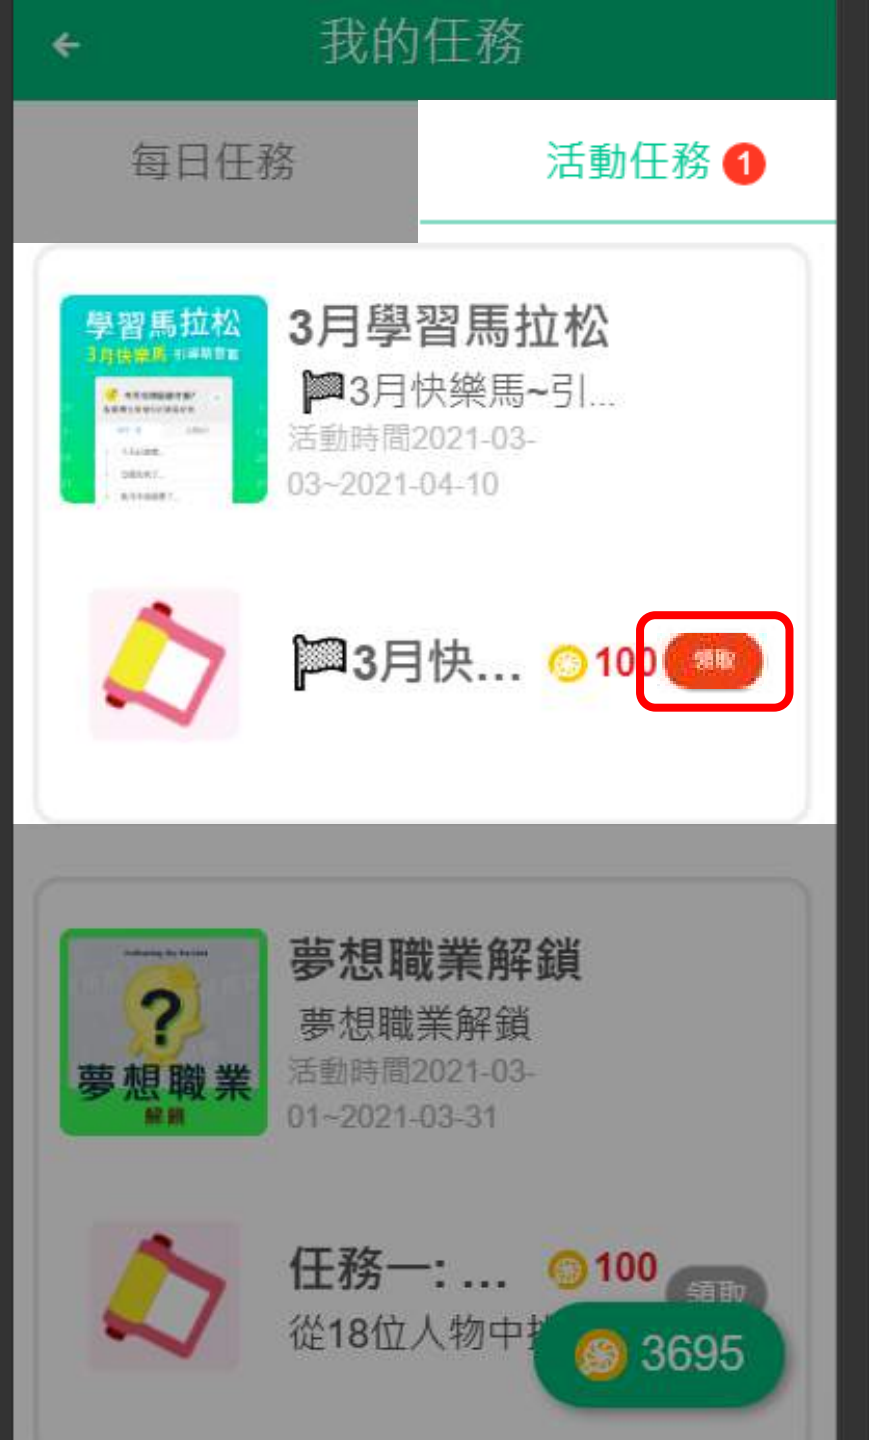 我的任務
每日任務
活動任務 1
學習馬拉松
3月快樂馬
3月學習馬拉松
3月快樂馬~引...
活動時間2021-03-
03~2021-04-10
3月快... 100 領取
夢想職業
解鎖
夢想職業解鎖
夢想職業解鎖
活動時間2021-03-
01~2021-03-31
任務一: ... 100 領取
從18位人物中
3695